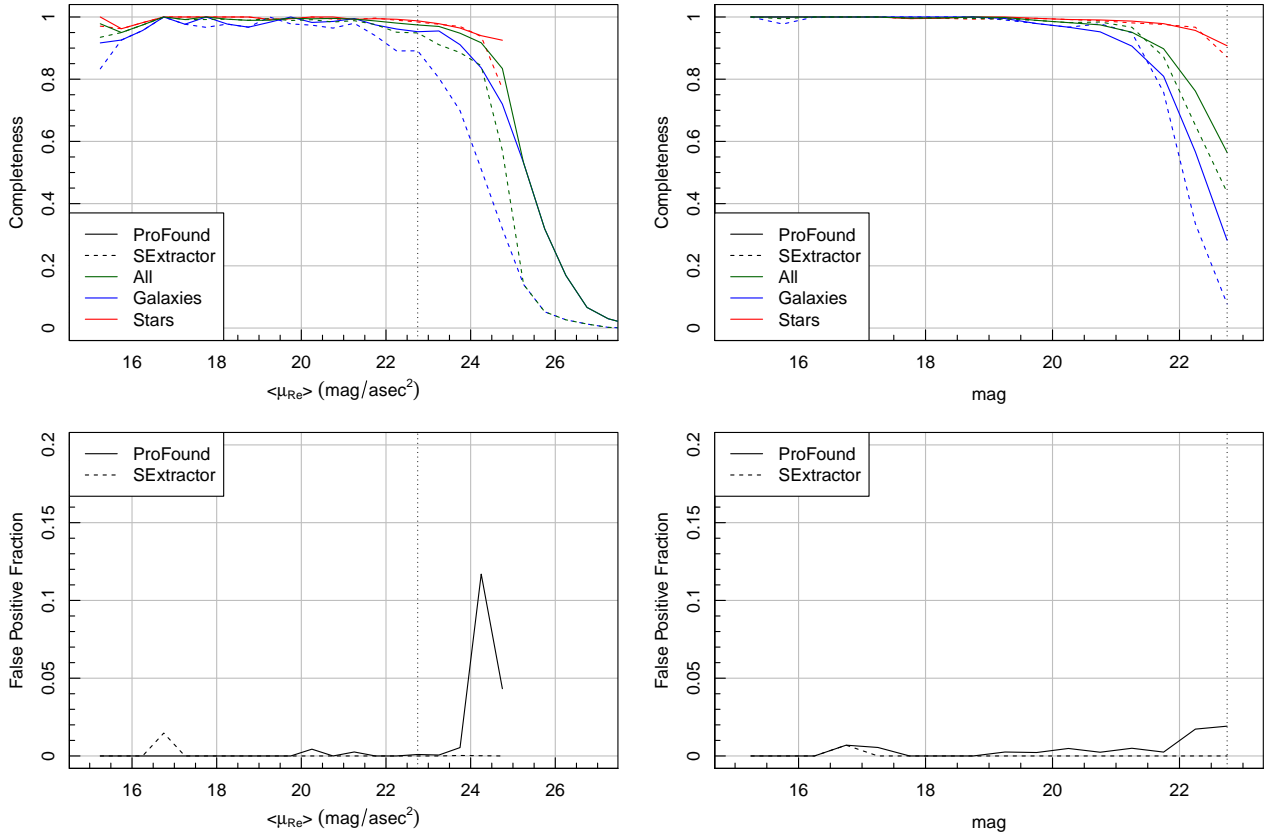 Completeness
0
0.2
0.4
0.6
0.8
1
ProFound
SExtractor
All
Galaxies
Stars
16
18
20
22
24
26
<μRe> (mag/asec²)
Completeness
0
0.2
0.4
0.6
0.8
1
ProFound
SExtractor
All
Galaxies
Stars
16
18
20
22
mag
False Positive Fraction
0
0.05
0.1
0.15
0.2
ProFound
SExtractor
16
18
20
22
24
26
<μRe> (mag/asec²)
False Positive Fraction
0
0.05
0.1
0.15
0.2
ProFound
SExtractor
16
18
20
22
mag